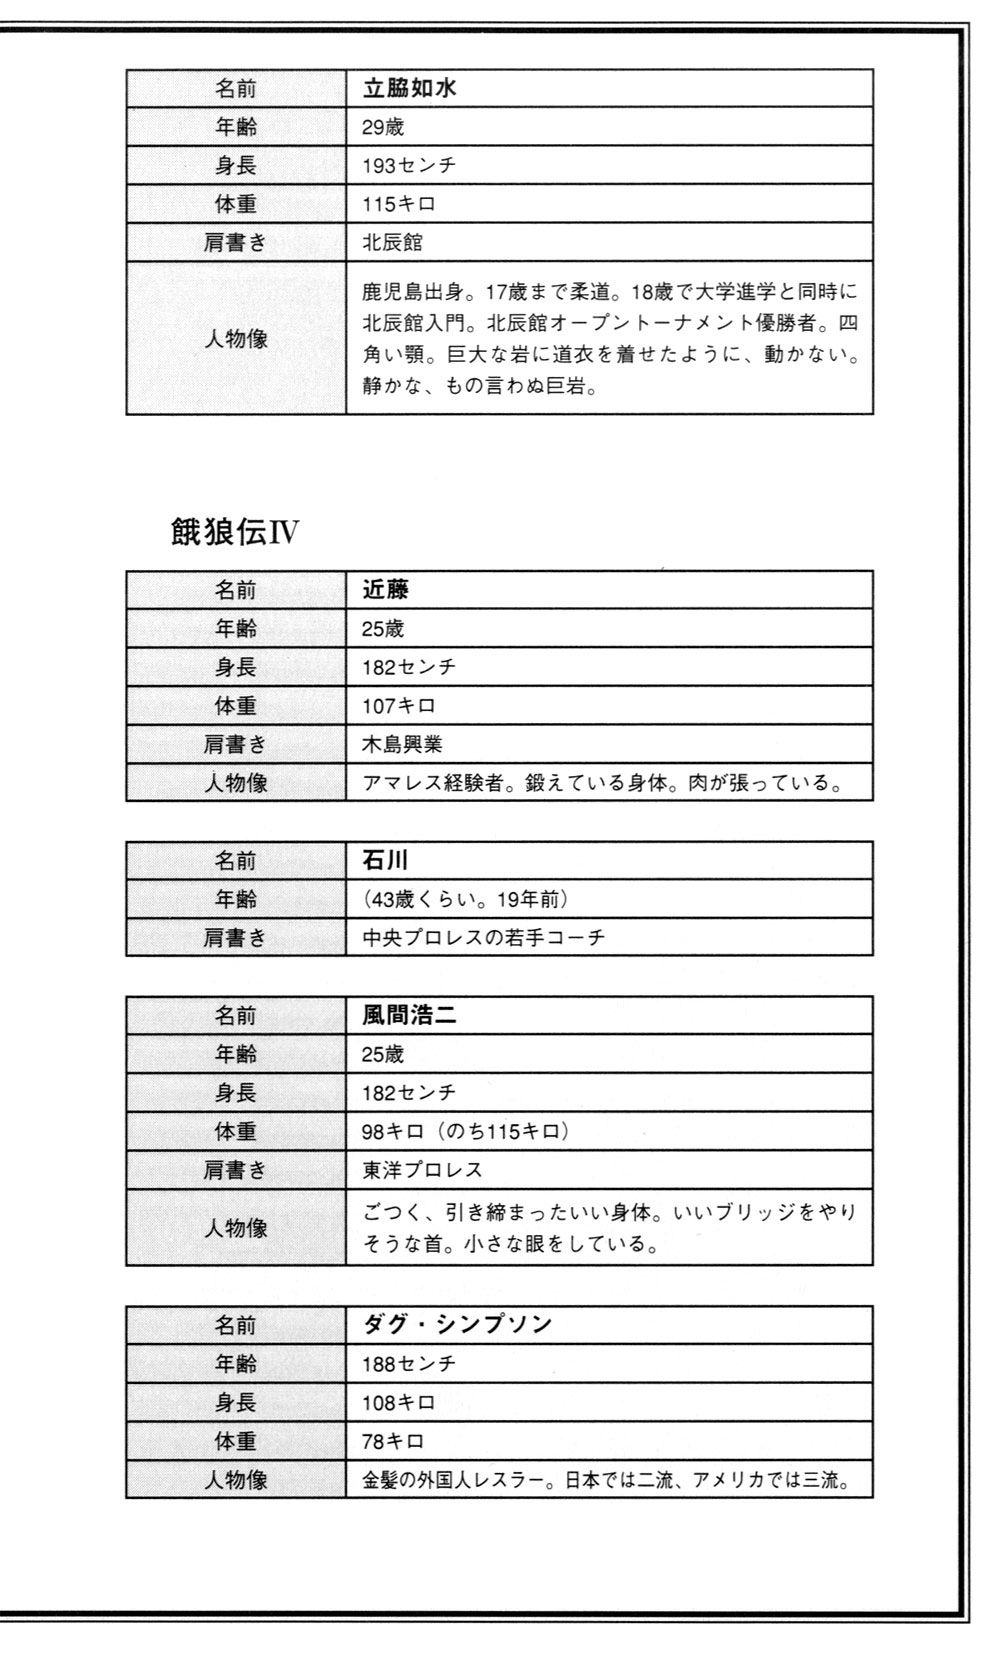 名前 立脇如水
年齢 29歳
身長 193センチ
体重 115キロ
肩書き 北辰館
人物像 鹿児島出身。17歳まで柔道。18歳で大学進学と同時に
北辰館入門。北辰館オープントーナメント優勝者。四
角い顎。巨大な岩に道衣を着せたように、動かない。
静かな、もの言わぬ巨岩。
餓狼伝Ⅳ
名前 近藤
年齢 25歳
身長 182センチ
体重 107キロ
肩書き 木島興業
人物像 アマレス経験者。鍛えている身体。肉が張っている。
名前 石川
年齢 (43歳くらい。19年前)
肩書き 中央プロレスの若手コーチ
名前 風間浩二
年齢 25歳
身長 182センチ
体重 98キロ（のち115キロ）
肩書き 東洋プロレス
人物像 ごつく、引き締まったいい身体。いいブリッジをやり
そうな首。小さな眼をしている。
名前 ダグ・シンプソン
年齢 188センチ
身長 108キロ
体重 78キロ
人物像 金髪の外国人レスラー。日本では二流、アメリカでは三流。